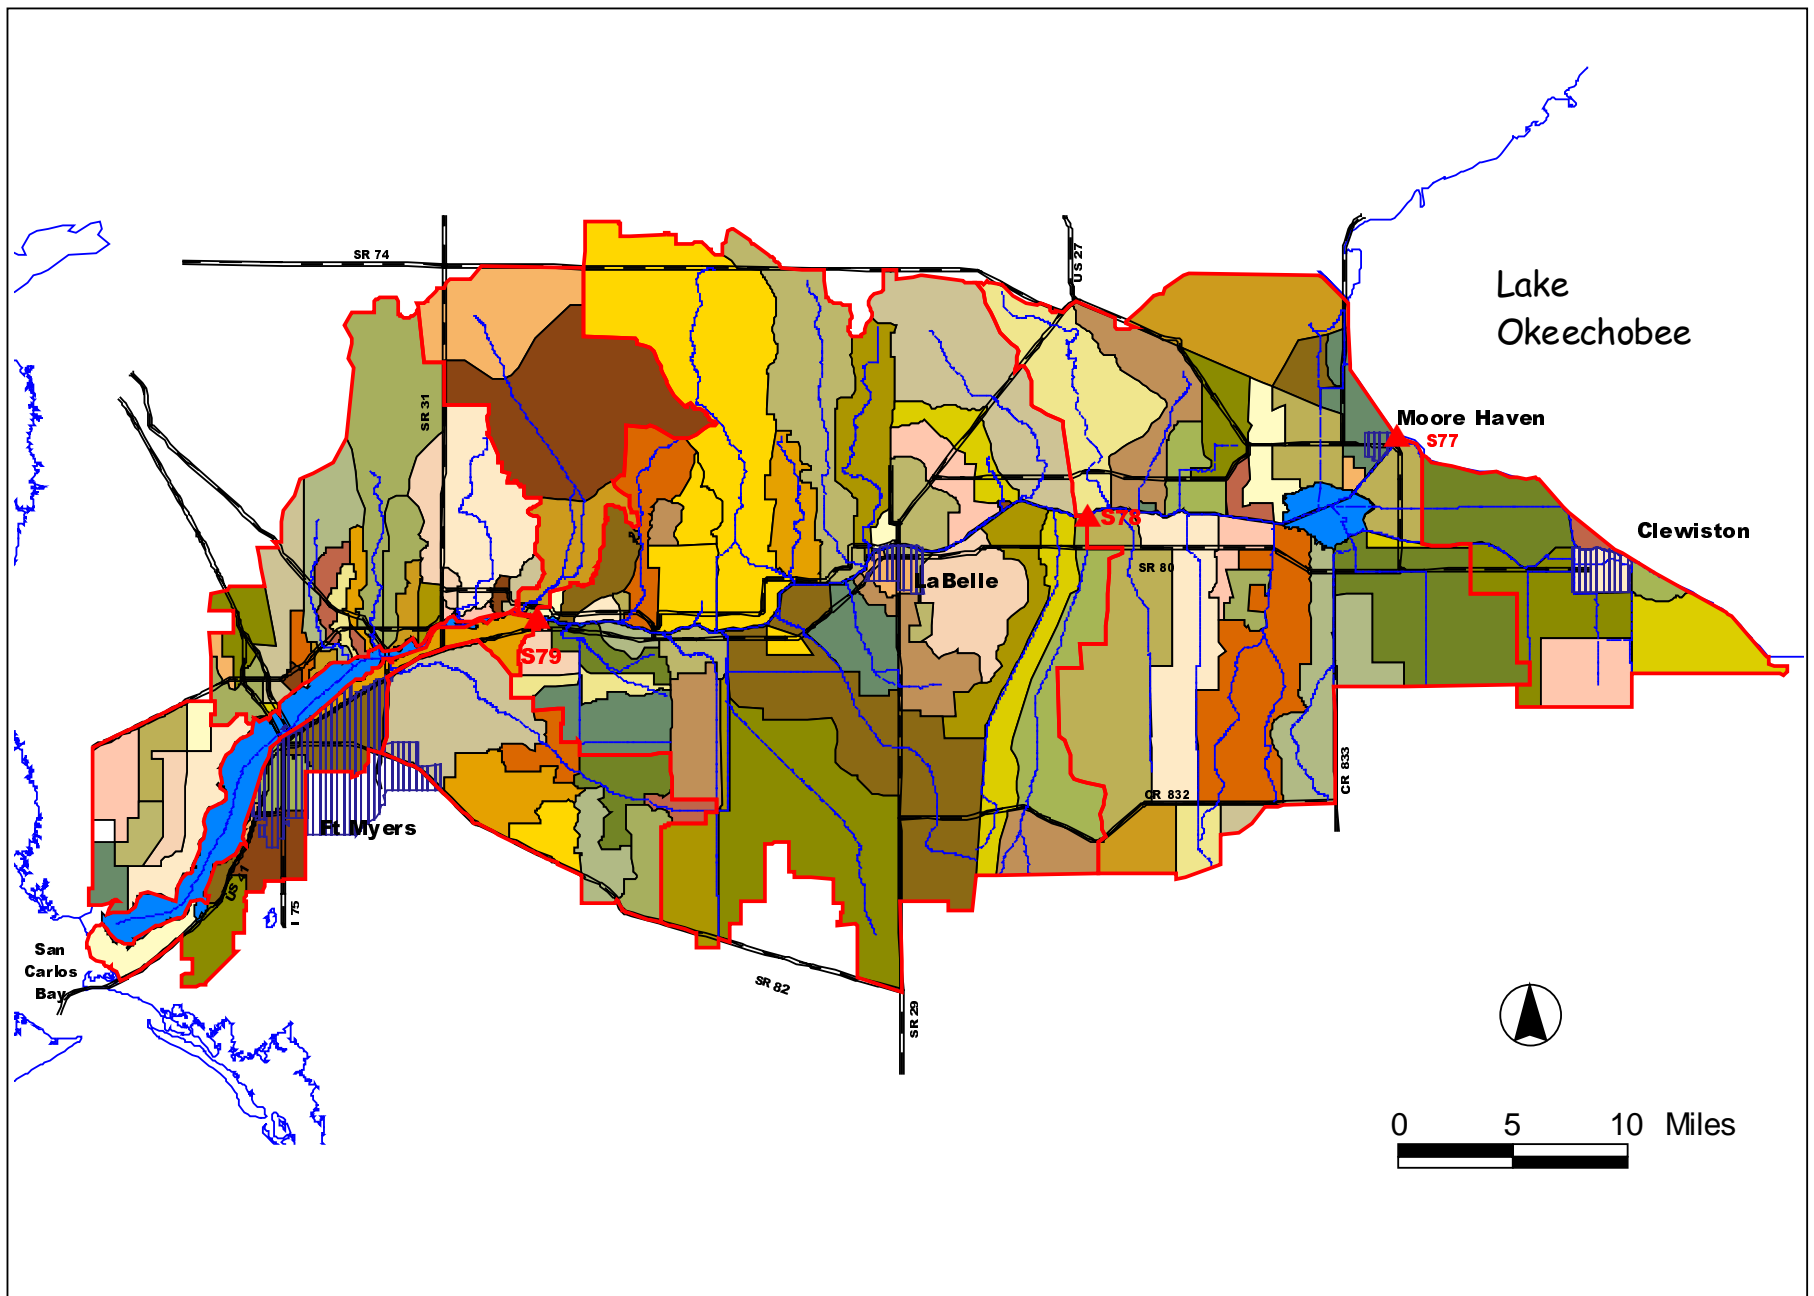 SR 74
US 27
Lake
Okeechobee
SR 31
Moore Haven
S77
S78
Clewiston
SR 80
LaBelle
S79
CR 833
CR 832
Ft Myers
US 41
I 75
San
Carlos
Bay
SR 82
SR 29
0 5 10 Miles